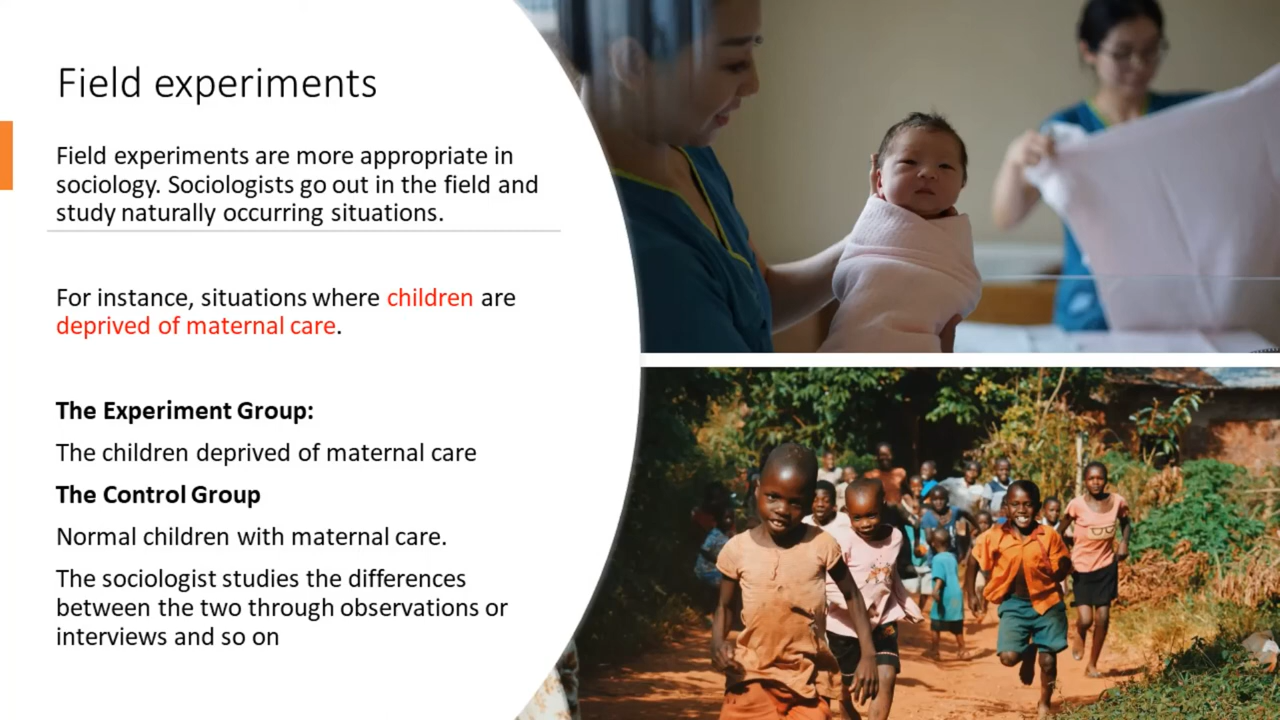 Field experiments
Field experiments are more appropriate in
sociology. Sociologists go out in the field and
study naturally occurring situations.
For instance, situations where children are
deprived of maternal care.
The Experiment Group:
The children deprived of maternal care
The Control Group
Normal children with maternal care.
The sociologist studies the differences
between the two through observations or
interviews and so on